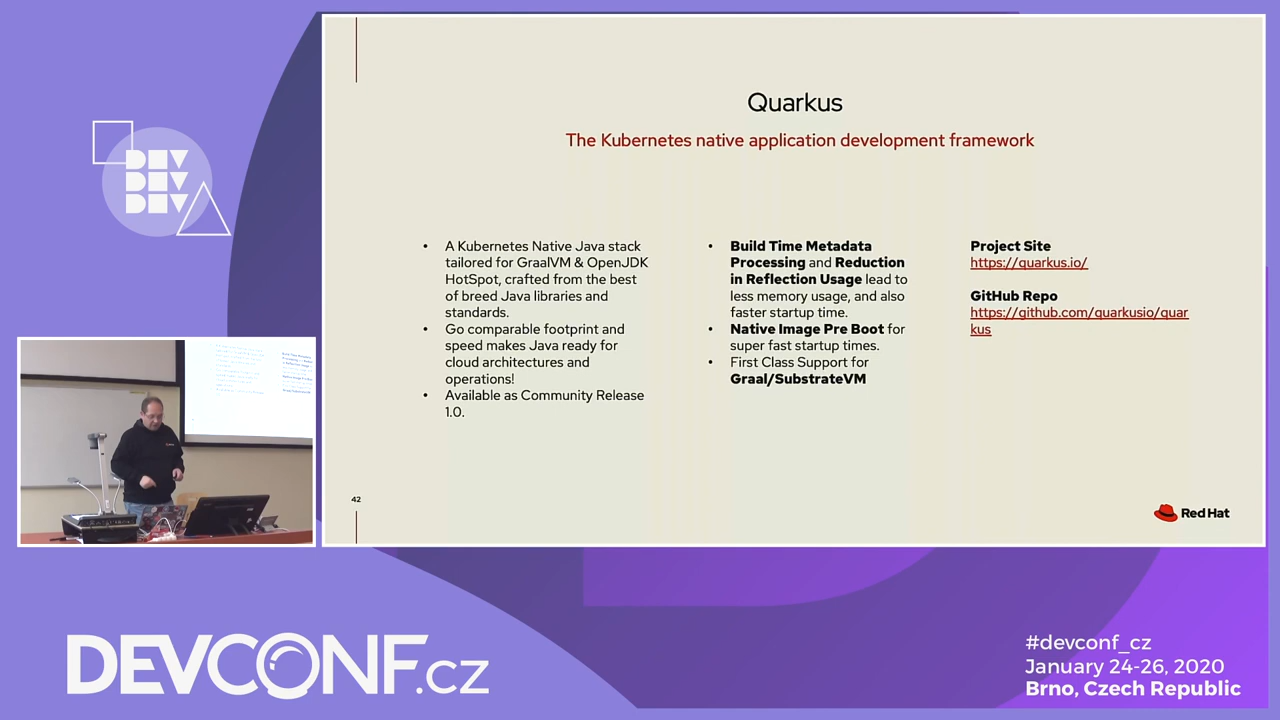 DEV
DEV
DEV
Quarkus
The Kubernetes native application development framework
• A Kubernetes Native Java stack
tailored for GraalVM & OpenJDK
HotSpot, crafted from the best
of breed Java libraries and
standards.
• Go comparable footprint and
speed makes Java ready for
cloud architectures and
operations!
• Available as Community Release
1.0.
• Build Time Metadata
Processing and Reduction
in Reflection Usage lead to
less memory usage, and also
faster startup time.
• Native Image Pre Boot for
super fast startup times.
• First Class Support for
Graal/SubstrateVM
Project Site
https://quarkus.io/
GitHub Repo
https://github.com/quarkusio/quar
kus
42
Red Hat
DEVCONF.cz
#devconf_cz
January 24-26, 2020
Brno, Czech Republic